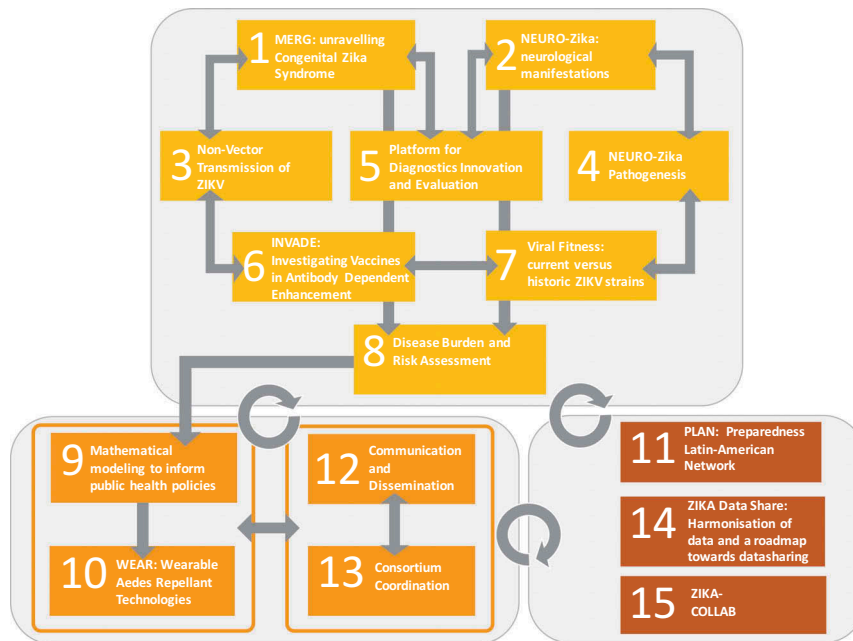 1 MERG: unravelling
Congenital Zika
Syndrome
2 NEURO-Zika:
neurological
manifestations
3 Non-Vector
Transmission of
ZIKV
5 Platform for
Diagnostics Innovation
and Evaluation
4 NEURO-Zika
Pathogenesis
6 INVADE:
Investigating Vaccines
in Antibody Dependent
Enhancement
7 Viral Fitness:
current versus
historic ZIKV strains
8 Disease Burden and
Risk Assessment
9 Mathematical
modeling to inform
public health policies
10 WEAR: Wearable
Aedes Repellant
Technologies
12 Communication
and
Dissemination
13 Consortium
Coordination
11 PLAN: Preparedness
Latin-American
Network
14 ZIKA Data Share:
Harmonisation of
data and a roadmap
towards datasharing
15 ZIKA-
COLLAB